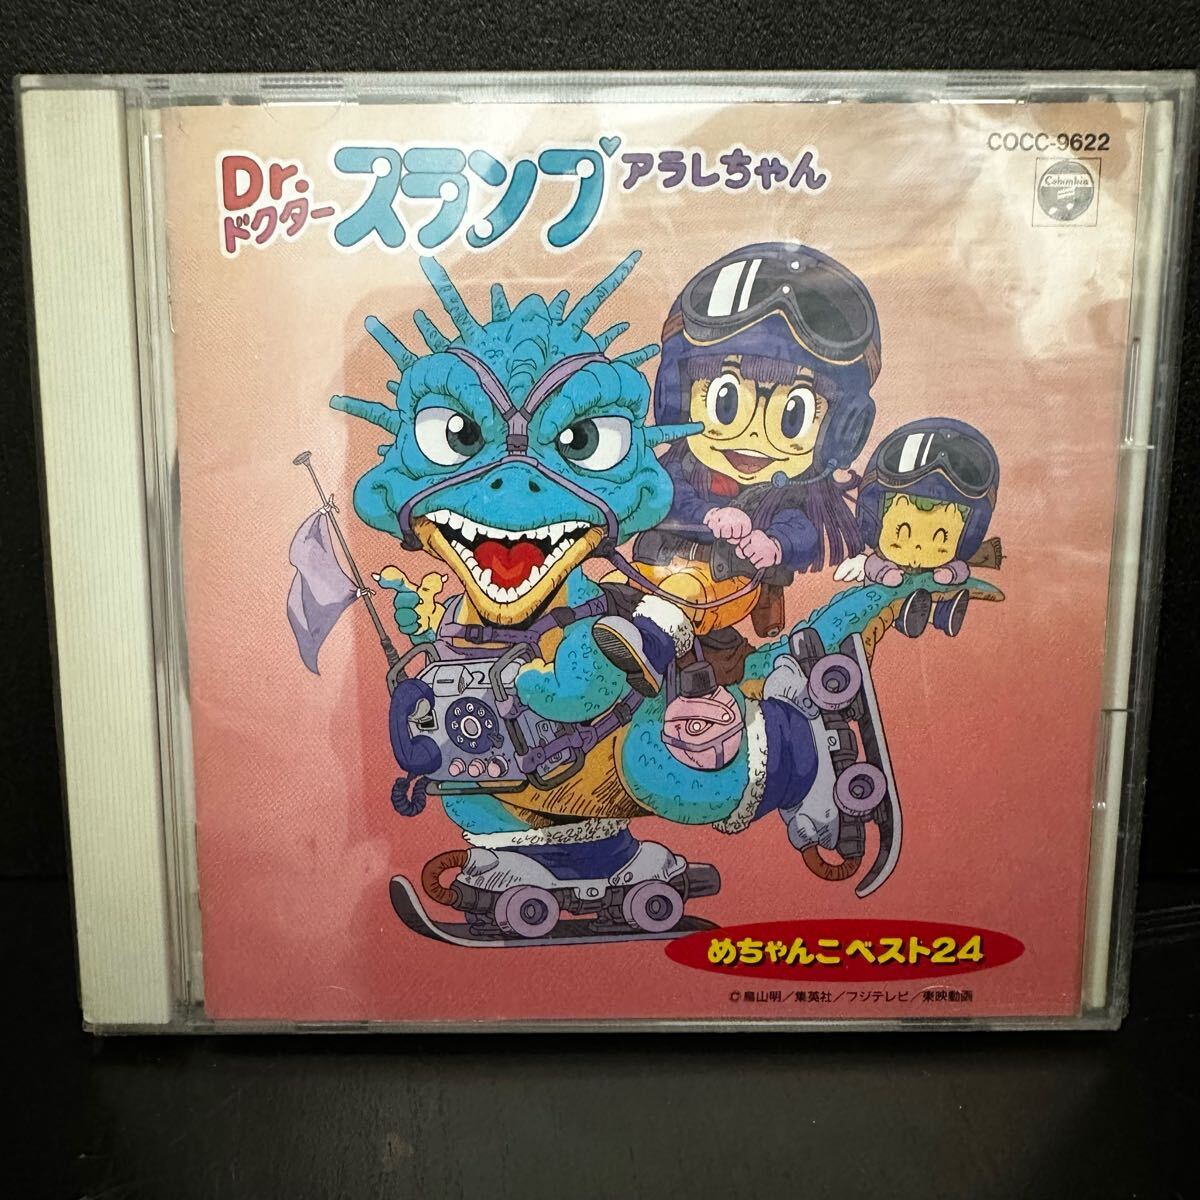 COCC-9622
Columbia
Dr.
ドクター
スランプ
アラレちゃん
めちゃんこベスト24
©鳥山明/集英社/フジテレビ/東映動画